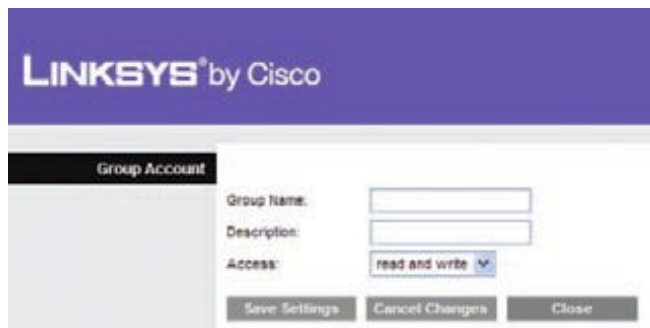 LINKSYS® by Cisco
Group Account
Group Name:
Description:
Access: read and write
Save Settings Cancel Changes Close